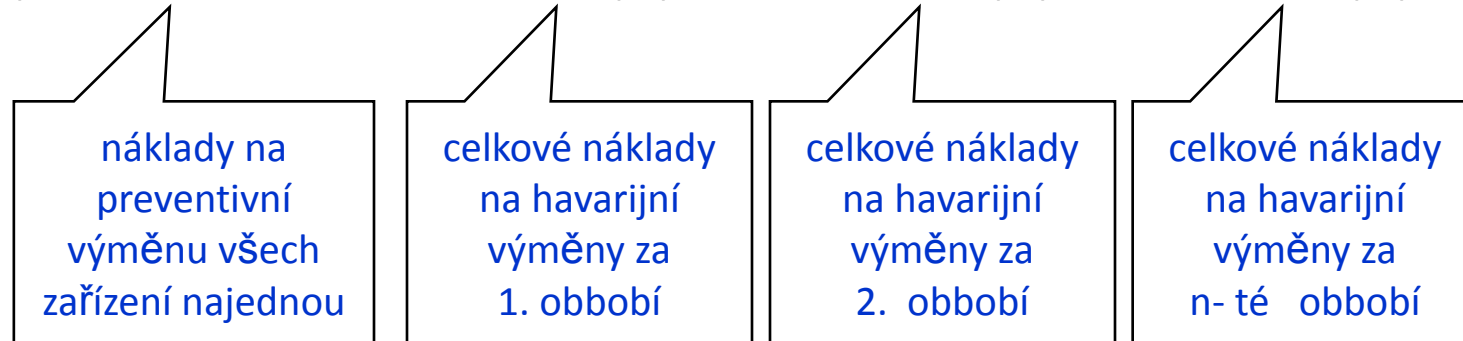 náklady na
preventivní
výměnu všech
zařízení najednou
celkové náklady
na havarijní
výměny za
1. obbobí
celkové náklady
na havarijní
výměny za
2. obbobí
celkové náklady
na havarijní
výměny za
n- té obbobí